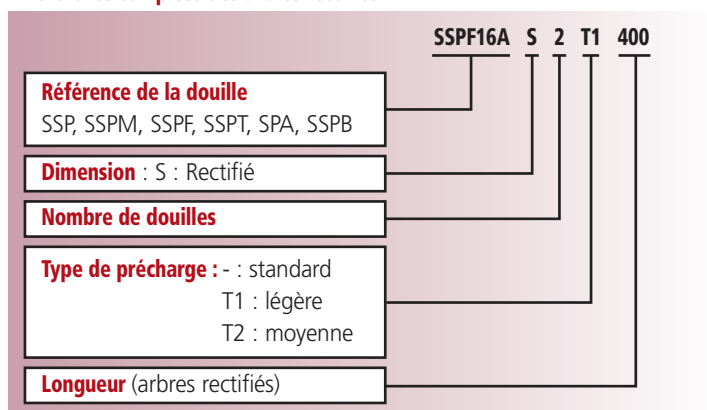 SSPF16A S 2 T1 400
Référence de la douille
SSP, SSPM, SSPF, SSPT, SPA, SSPB
Dimension : S : Rectifié
Nombre de douilles
Type de précharge : - : standard
T1 : légère
T2 : moyenne
Longueur (arbres rectifiés)